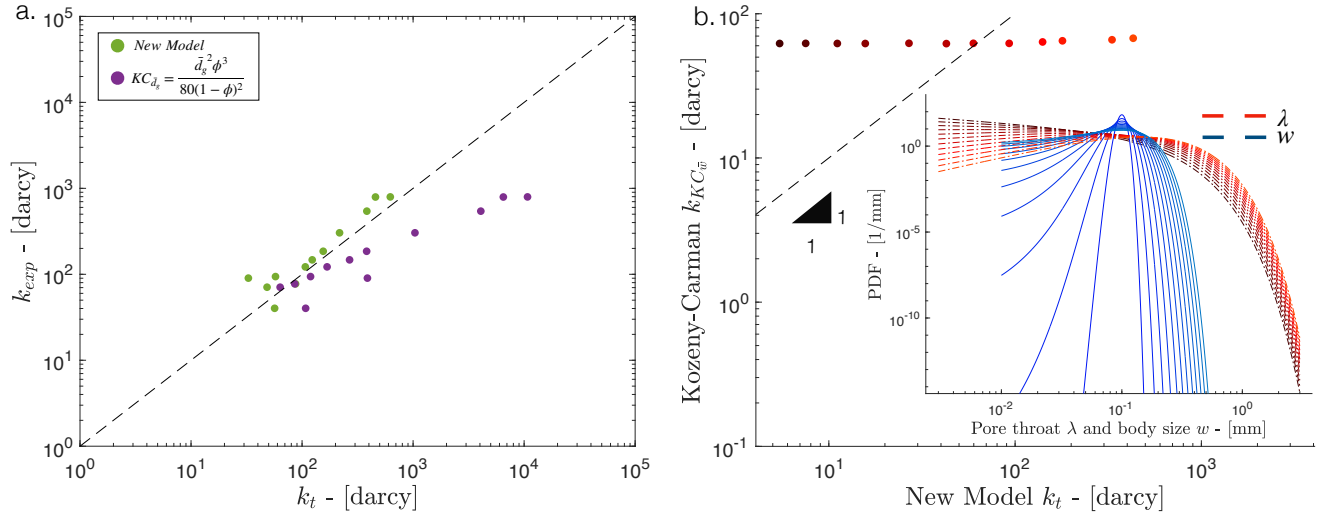 a.
10^5
10^4
10^3
10^2
10^1
10^0
k_exp - [darcy]
New Model
KC_{d̄_g} = d̄_g^2 ϕ^3 / 80(1 − ϕ)^2
10^0 10^1 10^2 10^3 10^4 10^5
k_t - [darcy]
b.
10^2
10^1
10^0
10^-1
Kozeny-Carman k_{KC_w̄} - [darcy]
1
1
λ
w
10^0
10^-5
10^-10
PDF - [1/mm]
10^-2 10^-1 10^0
Pore throat λ and body size w - [mm]
10^1 10^2 10^3
New Model k_t - [darcy]